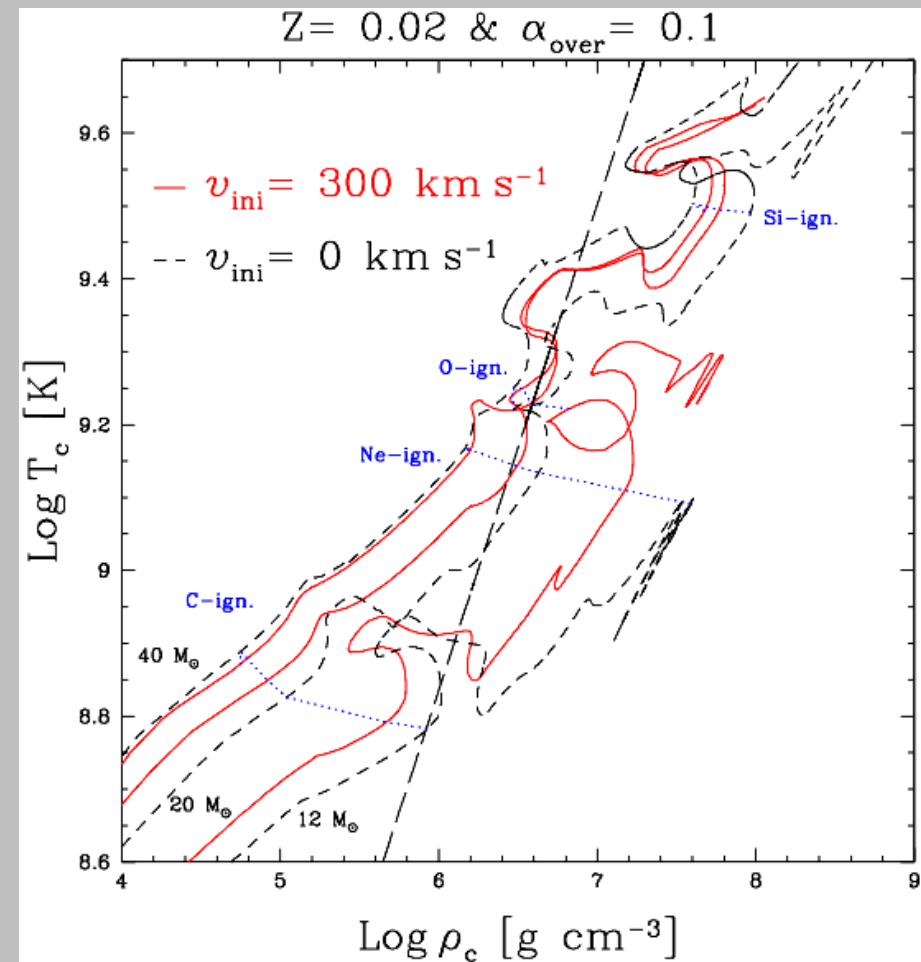 Z= 0.02 & α_over= 0.1
9.6
— υ_ini= 300 km s⁻¹
Si-ign.
-- υ_ini= 0 km s⁻¹
9.4
O-ign.
Log T_c [K]
9.2
Ne-ign.
9
C-ign.
40 M☉
8.8
20 M☉
12 M☉
8.6
4 5 6 7 8 9
Log ρ_c [g cm⁻³]